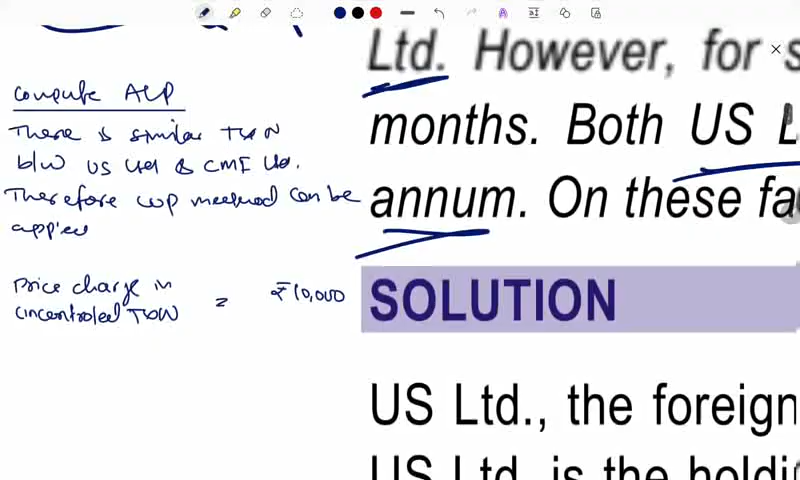 Ltd. However, for s
months. Both US L
annum. On these fa
SOLUTION
US Ltd., the foreign
US Ltd. is the holdi
Compute ALP
There is similar TXN
b/w US Ltd & CMI Ltd.
Therefore CUP method can be
applied
Price charge in
uncontrolled TXN = ₹10,000